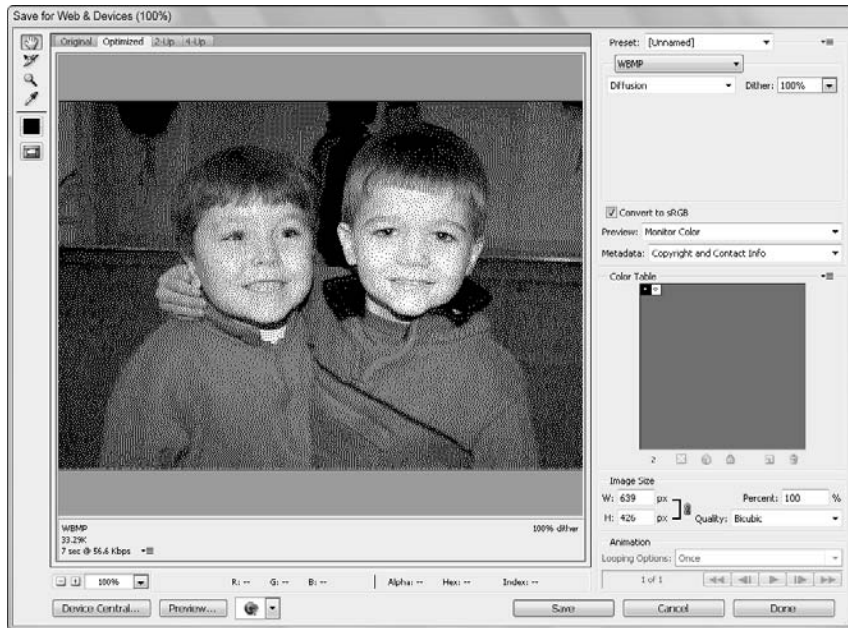 Save for Web & Devices (100%)
Original Optimized 2-Up 4-Up
Preset: [Unnamed]
WBMP
Diffusion Dither: 100%
Convert to sRGB
Preview: Monitor Color
Metadata: Copyright and Contact Info
Color Table
2
Image Size
W: 639 px Percent: 100 %
H: 426 px Quality: Bicubic
Animation
Looping Options: Once
1 of 1
WBMP 100% dither
33.29K
7 sec @ 56.6 Kbps
100% R: -- G: -- B: -- Alpha: -- Hex: -- Index: --
Device Central... Preview... Save Cancel Done